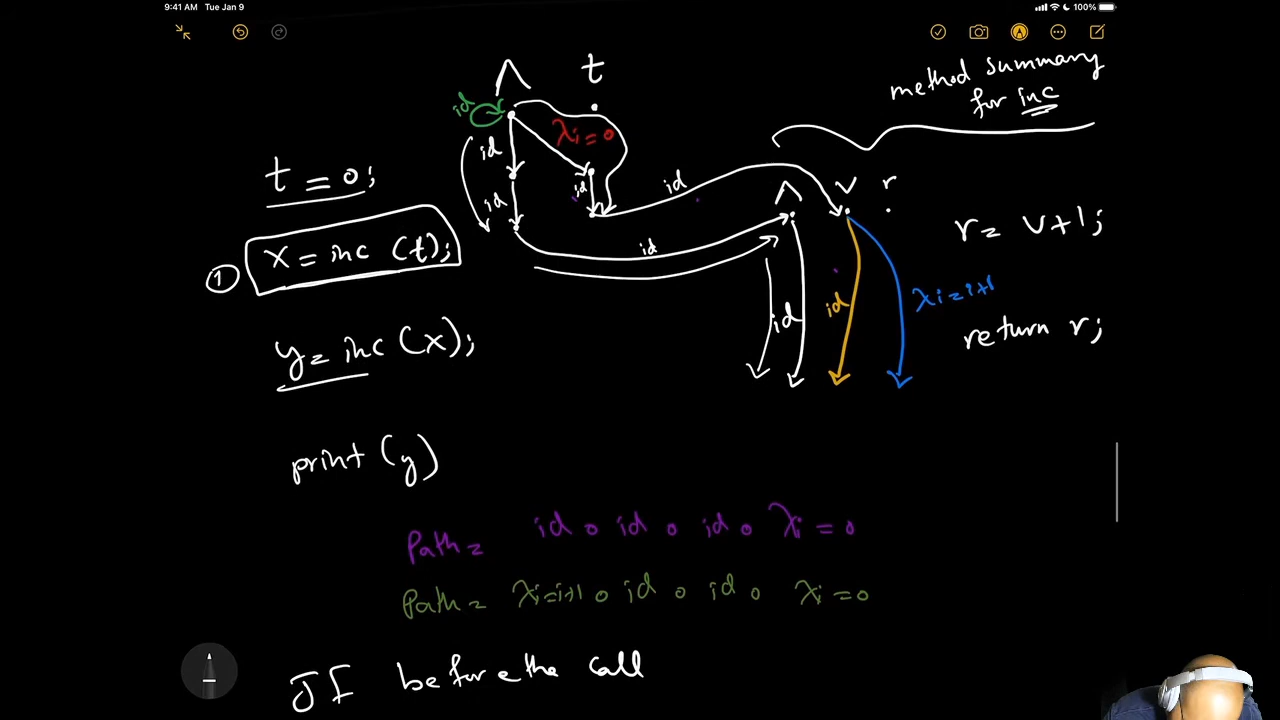 9:41 AM Tue Jan 9
100%
Λ t
method summary
for inc
id
λi=0
id
id
id
t = 0;
id
Λ v r
r = v+1;
① x = inc (t);
id
λi=i+1
id
id
return r;
y = inc (x);
print (y)
Path = id ∘ id ∘ id ∘ λi = 0
Path = λi=i+1 ∘ id ∘ id ∘ λi = 0
JF before the call